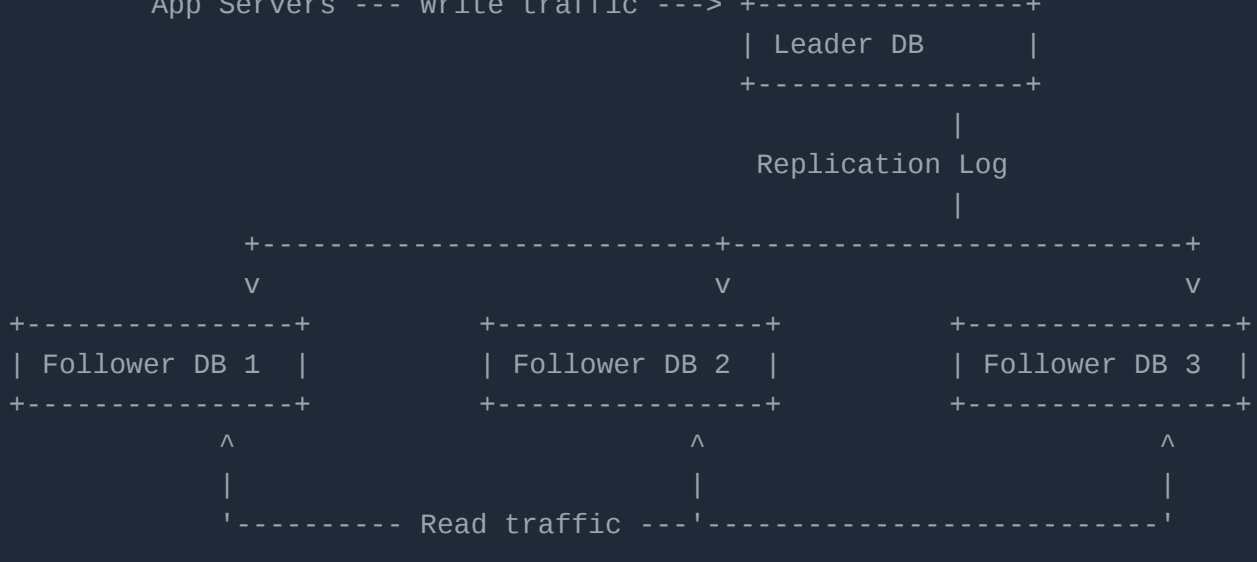 App Servers --- Write traffic ---> +----------------+
| Leader DB      |
+----------------+
|
Replication Log
|
+---------------------------+---------------------------+
v                           v                           v
+----------------+          +----------------+          +----------------+
| Follower DB 1  |          | Follower DB 2  |          | Follower DB 3  |
+----------------+          +----------------+          +----------------+
^                           ^                           ^
|                           |                           |
'---------- Read traffic ---'---------------------------'